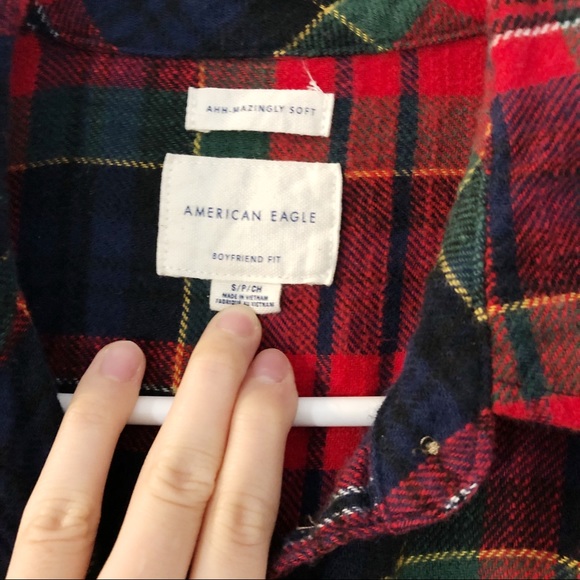 AHH-MAZINGLY SOFT
AMERICAN EAGLE
BOYFRIEND FIT
S/P/CH
MADE IN VIETNAM
FABRIQUÉ AU VIETNAM